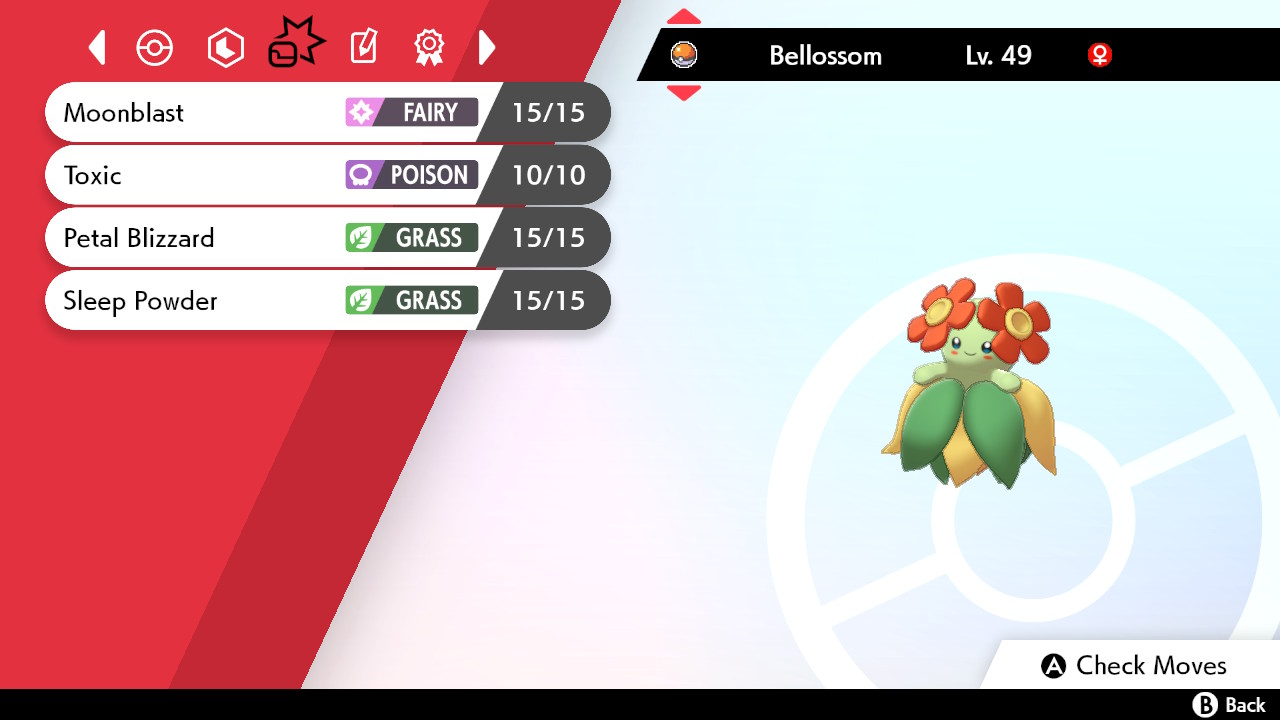 Bellossom Lv. 49 ♀
Moonblast FAIRY 15/15
Toxic POISON 10/10
Petal Blizzard GRASS 15/15
Sleep Powder GRASS 15/15
A Check Moves
B Back